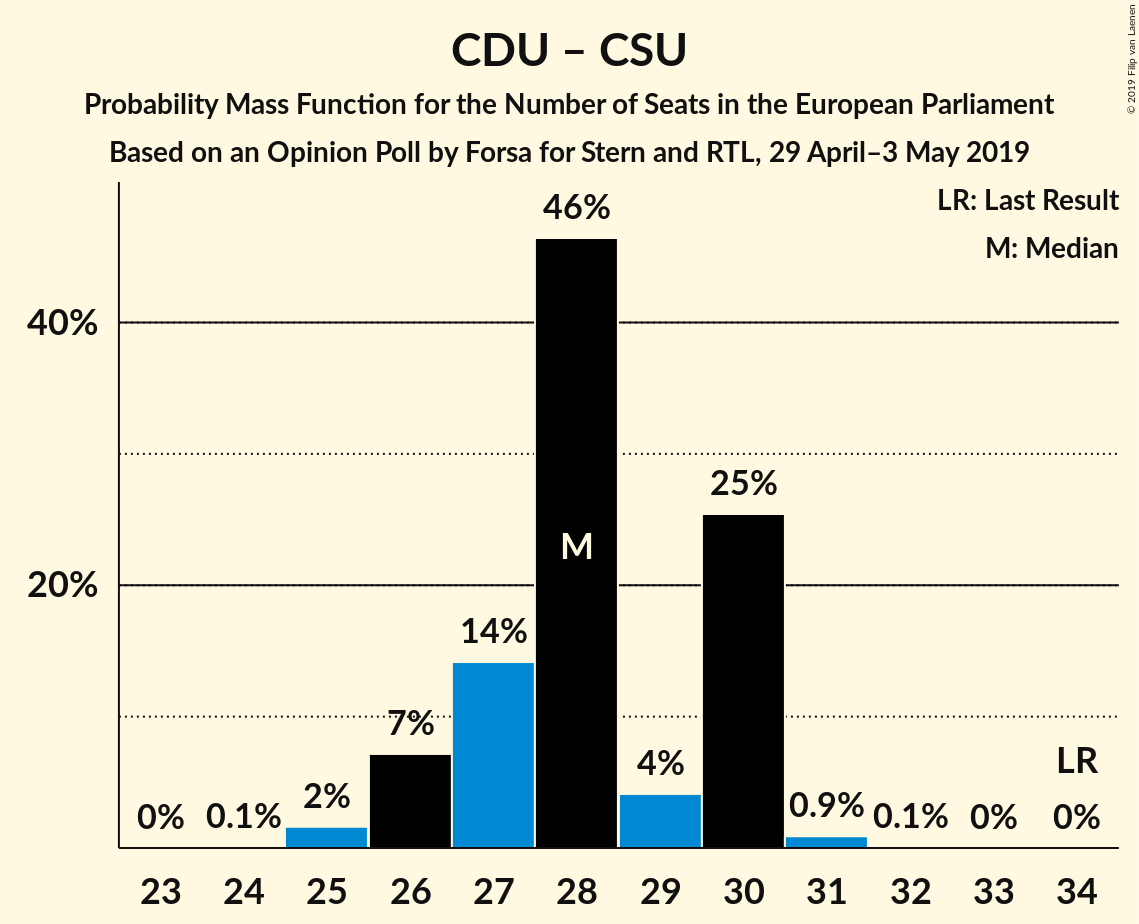 CDU – CSU
Probability Mass Function for the Number of Seats in the European Parliament
Based on an Opinion Poll by Forsa for Stern and RTL, 29 April–3 May 2019
© 2019 Filip van Laenen
LR: Last Result
M: Median
46%
40%
25%
M
20%
14%
7%
4%
LR
2%
0.9%
0% 0.1% 0.1% 0% 0%
23 24 25 26 27 28 29 30 31 32 33 34